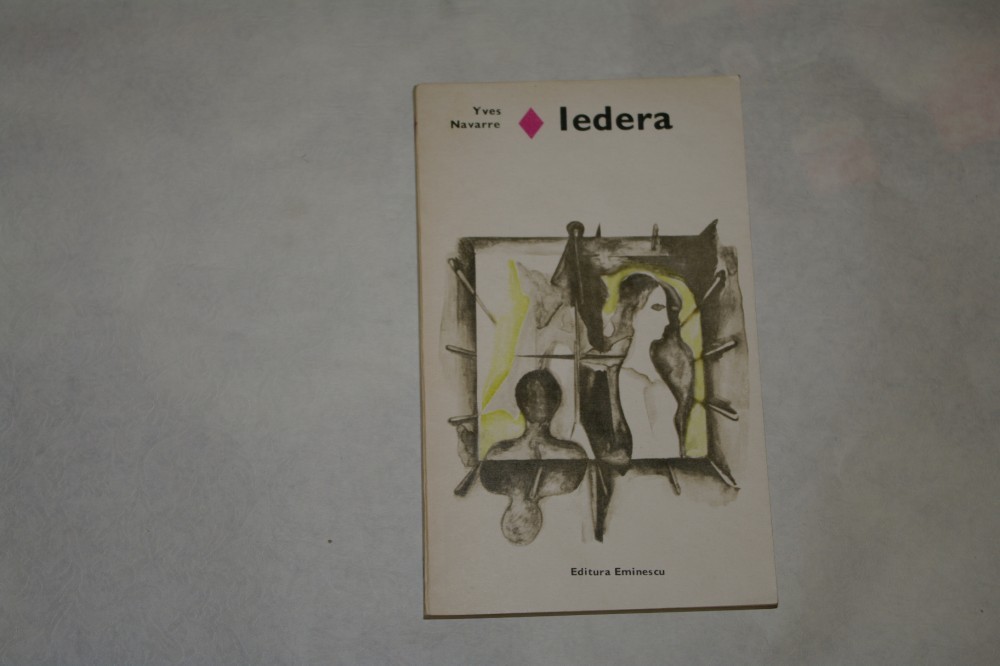 Yves
Navarre
Iedera
Editura Eminescu